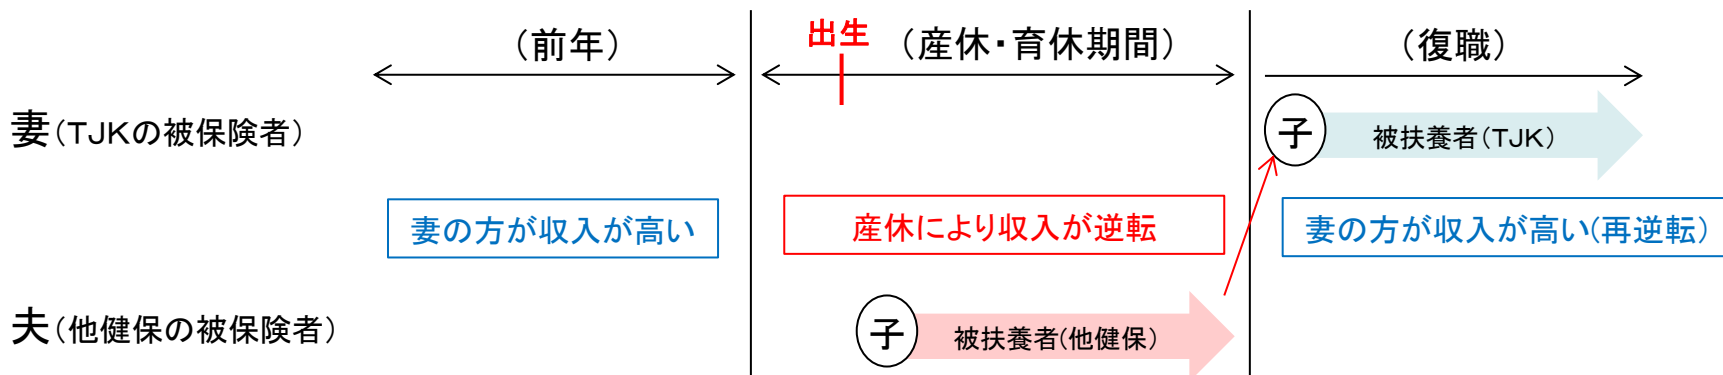 (前年)
出生
(産休・育休期間)
(復職)
妻(TJKの被保険者)
子
被扶養者(TJK)
妻の方が収入が高い
産休により収入が逆転
妻の方が収入が高い(再逆転)
夫(他健保の被保険者)
子
被扶養者(他健保)